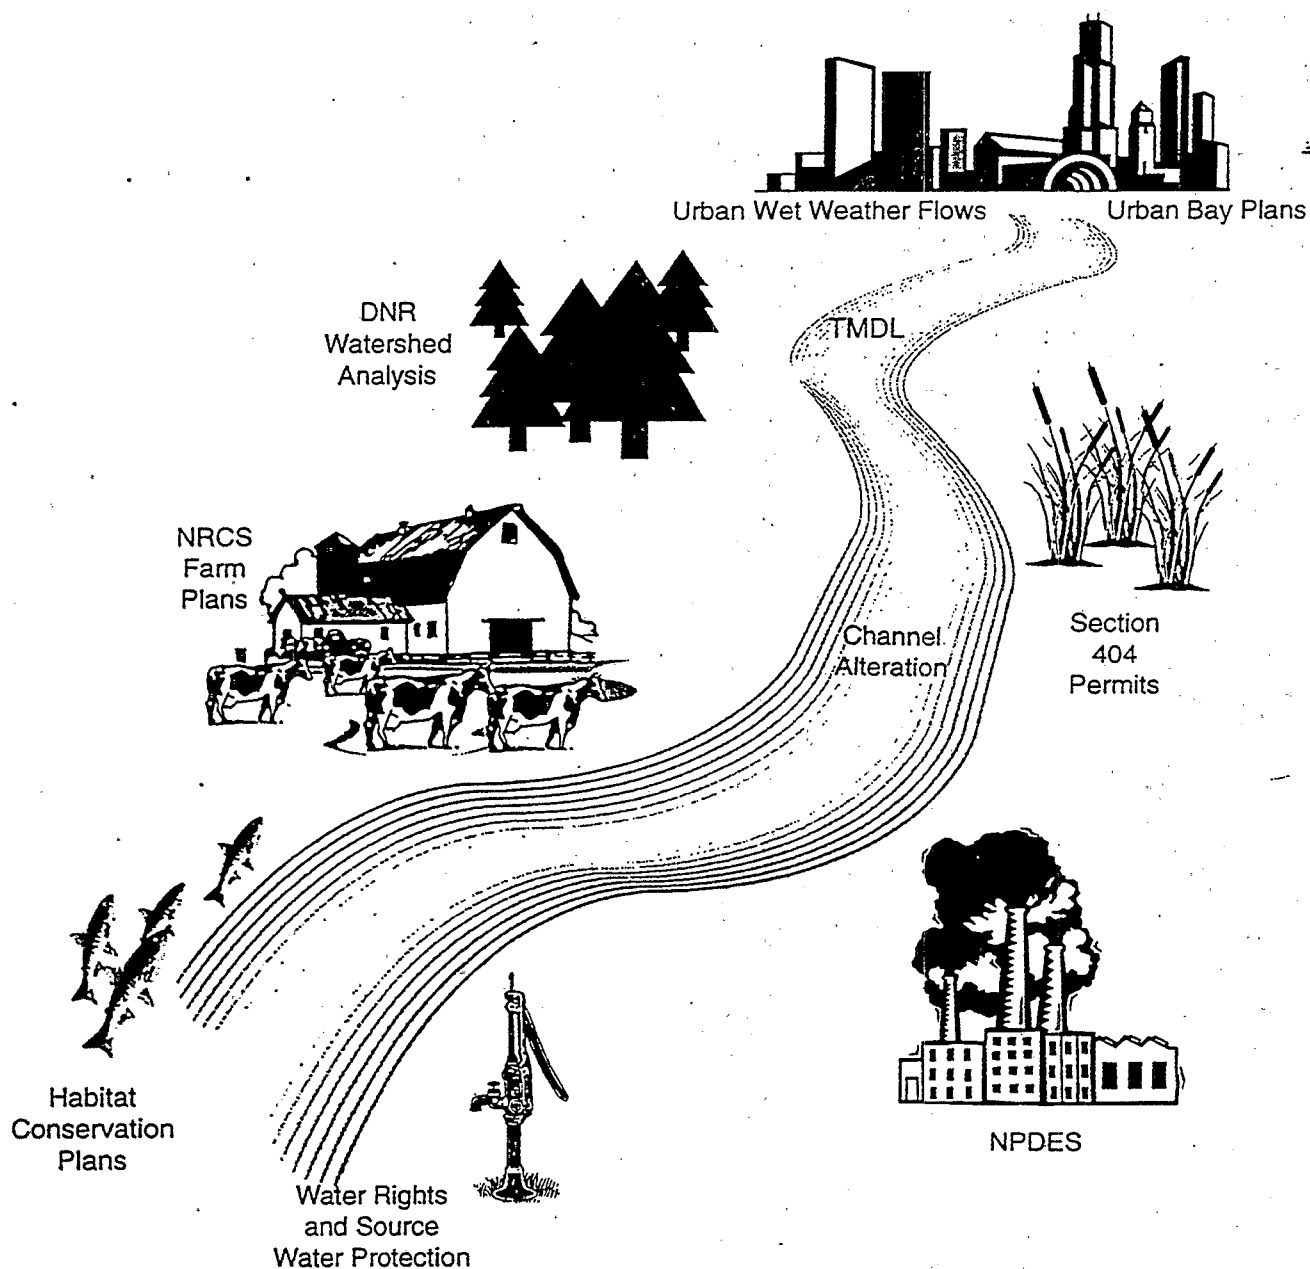 Urban Wet Weather Flows
Urban Bay Plans
DNR
Watershed
Analysis
TMDL
NRCS
Farm
Plans
Channel
Alteration
Section
404
Permits
Habitat
Conservation
Plans
Water Rights
and Source
Water Protection
NPDES